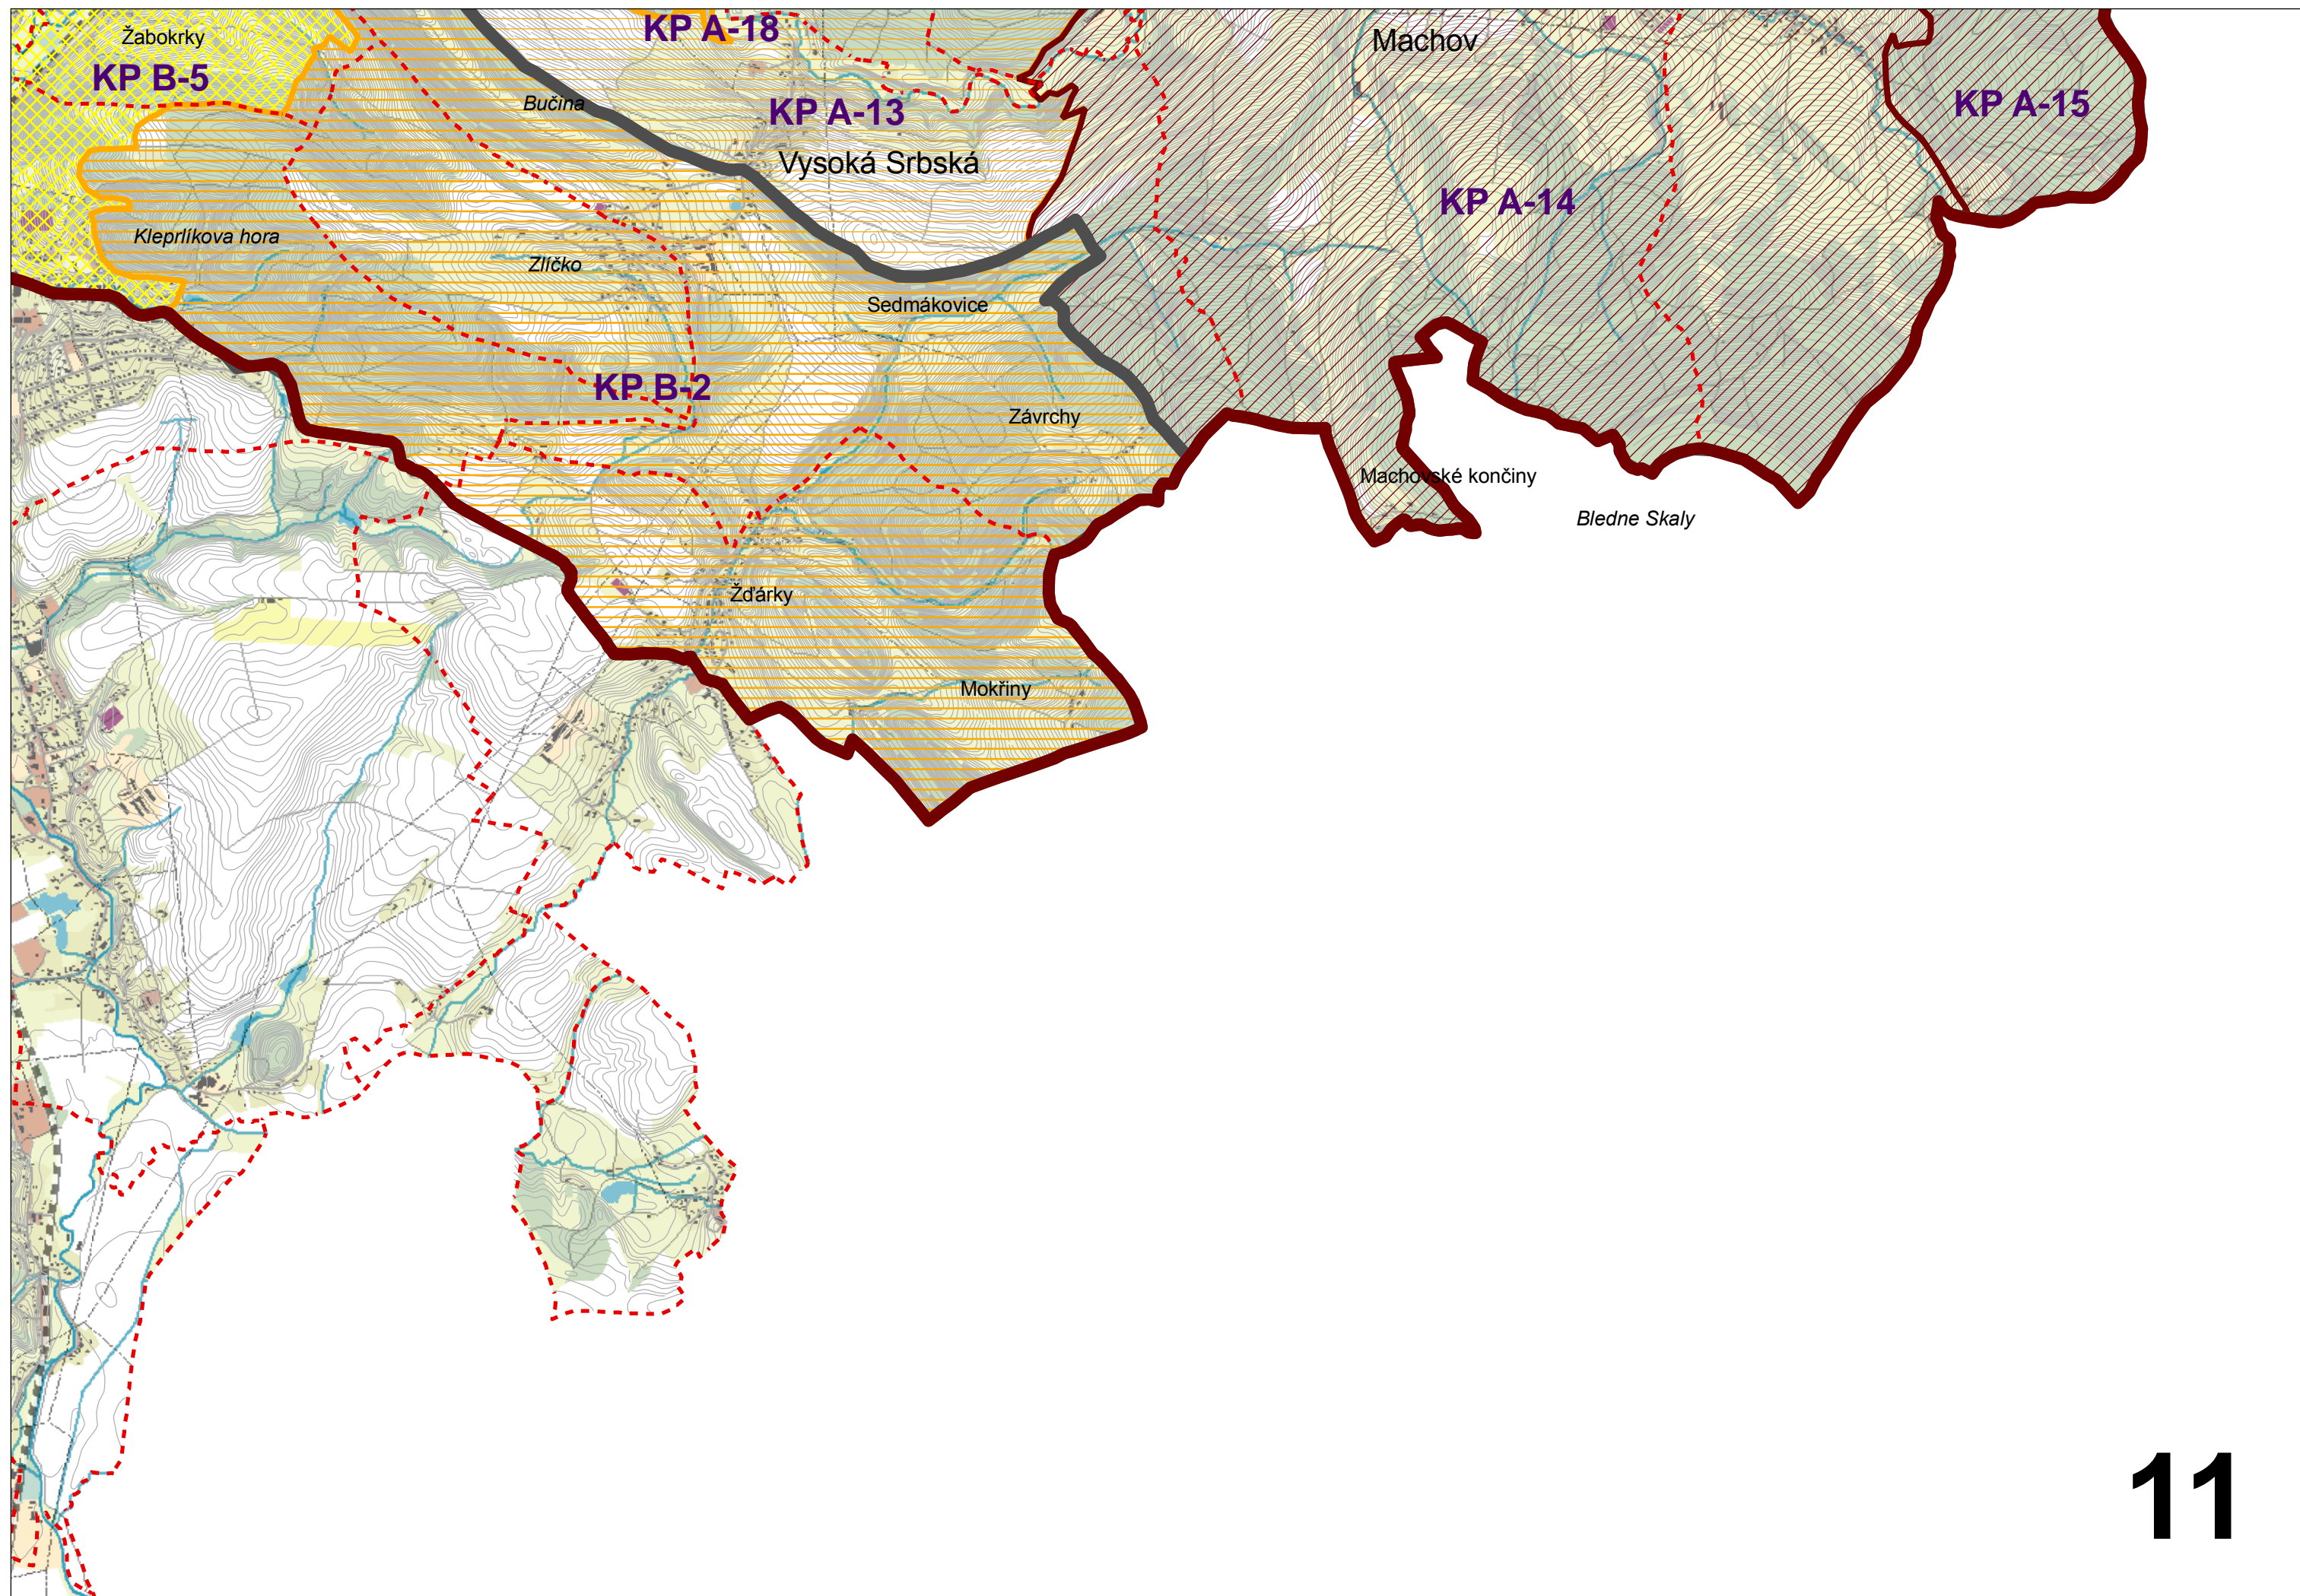 KP A-18
Žabokrky
Machov
KP B-5
Bučina
KP A-13
KP A-15
Vysoká Srbská
KP A-14
Kleprlíkova hora
Zlíčko
Sedmákovice
KP B-2
Závrchy
Machovské končiny
Bledne Skaly
Žďárky
Mokřiny
11